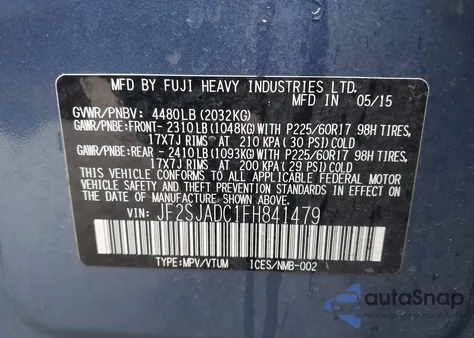 MFD BY FUJI HEAVY INDUSTRIES LTD.
MFD IN 05/15
GVWR/PNBV: 4480LB (2032KG)
GAWR/PNBE:FRONT- 2310LB(1048KG)WITH P225/60R17 98H TIRES,
17X7J RIMS AT 210 KPA( 30 PSI)COLD
GAWR/PNBE:REAR - 2410LB(1093KG)WITH P225/60R17 98H TIRES,
17X7J RIMS AT 200 KPA( 29 PSI)COLD
THIS VEHICLE CONFORMS TO ALL APPLICABLE FEDERAL MOTOR
VEHICLE SAFETY AND THEFT PREVENTION STANDARDS IN EFFECT ON
THE DATE OF MANUFACTURE SHOWN ABOVE.
VIN: JF2SJADC1FH841479
TYPE:MPV/VTUM ICES/NMB-002
autoSnap
Powered by CARFAST